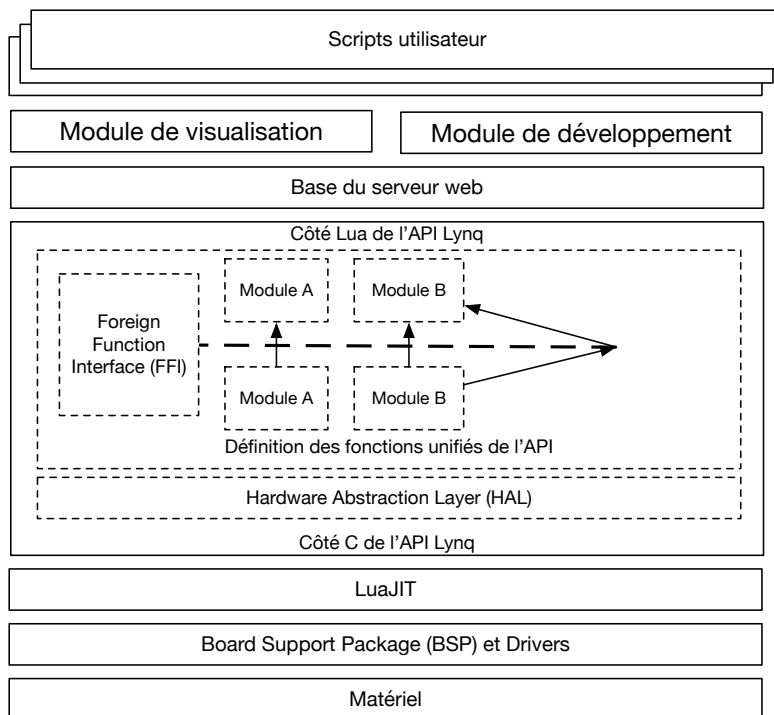 Scripts utilisateur
Module de visualisation
Module de développement
Base du serveur web
Côté Lua de l'API Lynq
Foreign
Function
Interface (FFI)
Module A
Module B
Module A
Module B
Définition des fonctions unifiés de l'API
Hardware Abstraction Layer (HAL)
Côté C de l'API Lynq
LuaJIT
Board Support Package (BSP) et Drivers
Matériel